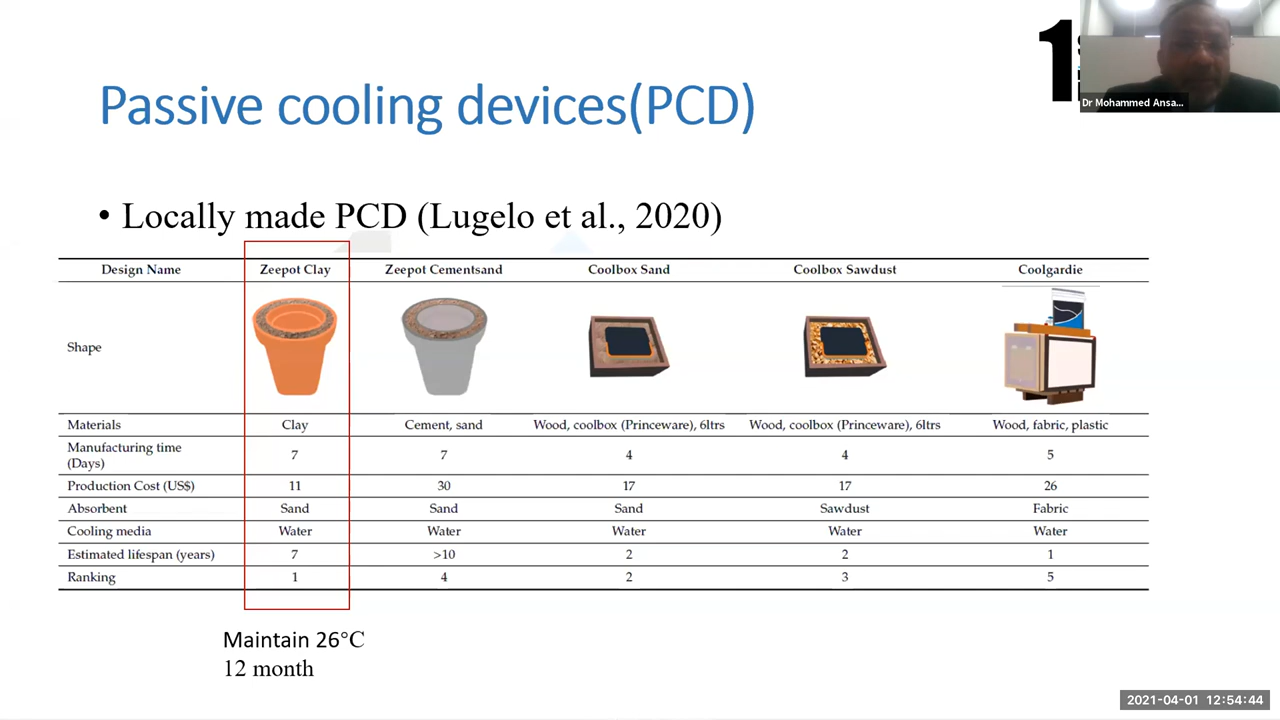 1
Dr Mohammed Ansa...
Passive cooling devices(PCD)
• Locally made PCD (Lugelo et al., 2020)
Design Name Zeepot Clay Zeepot Cementsand Coolbox Sand Coolbox Sawdust Coolgardie
Shape
Materials Clay Cement, sand Wood, coolbox (Princeware), 6ltrs Wood, coolbox (Princeware), 6ltrs Wood, fabric, plastic
Manufacturing time
(Days) 7 7 4 4 5
Production Cost (US$) 11 30 17 17 26
Absorbent Sand Sand Sand Sawdust Fabric
Cooling media Water Water Water Water Water
Estimated lifespan (years) 7 >10 2 2 1
Ranking 1 4 2 3 5
Maintain 26°C
12 month
2021-04-01 12:54:44